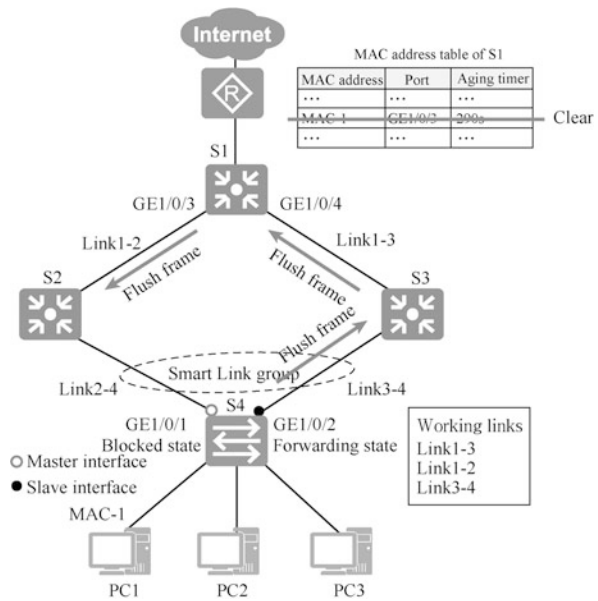 Internet
MAC address table of S1
MAC address Port Aging timer
... ... ...
MAC-1 GE1/0/3 290s
Clear
... ... ...
R
S1
GE1/0/3
GE1/0/4
Link1-2
Link1-3
Flush frame
Flush frame
S2
S3
Flush frame
Smart Link group
Link2-4
Link3-4
S4
GE1/0/1
GE1/0/2
Blocked state
Forwarding state
Master interface
Slave interface
Working links
Link1-3
Link1-2
Link3-4
MAC-1
PC1
PC2
PC3